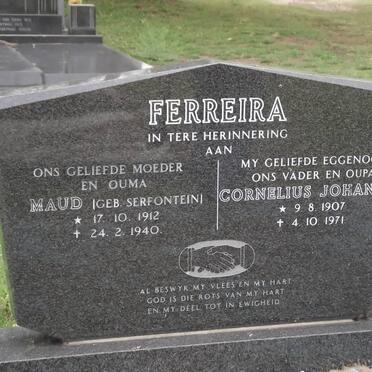 FERREIRA
IN TERE HERINNERING
AAN
ONS GELIEFDE MOEDER
EN OUMA
MAUD [GEB. SERFONTEIN]
★ 17. 10. 1912
✝ 24. 2. 1940.
MY GELIEFDE EGGENOO
ONS VADER EN OUPA
CORNELIUS JOHAN
★ 9. 8. 1907
✝ 4. 10. 1971
AL BESWYK MY VLEES EN MY HART
GOD IS DIE ROTS VAN MY HART
EN MY DEEL TOT IN EWIGHEID